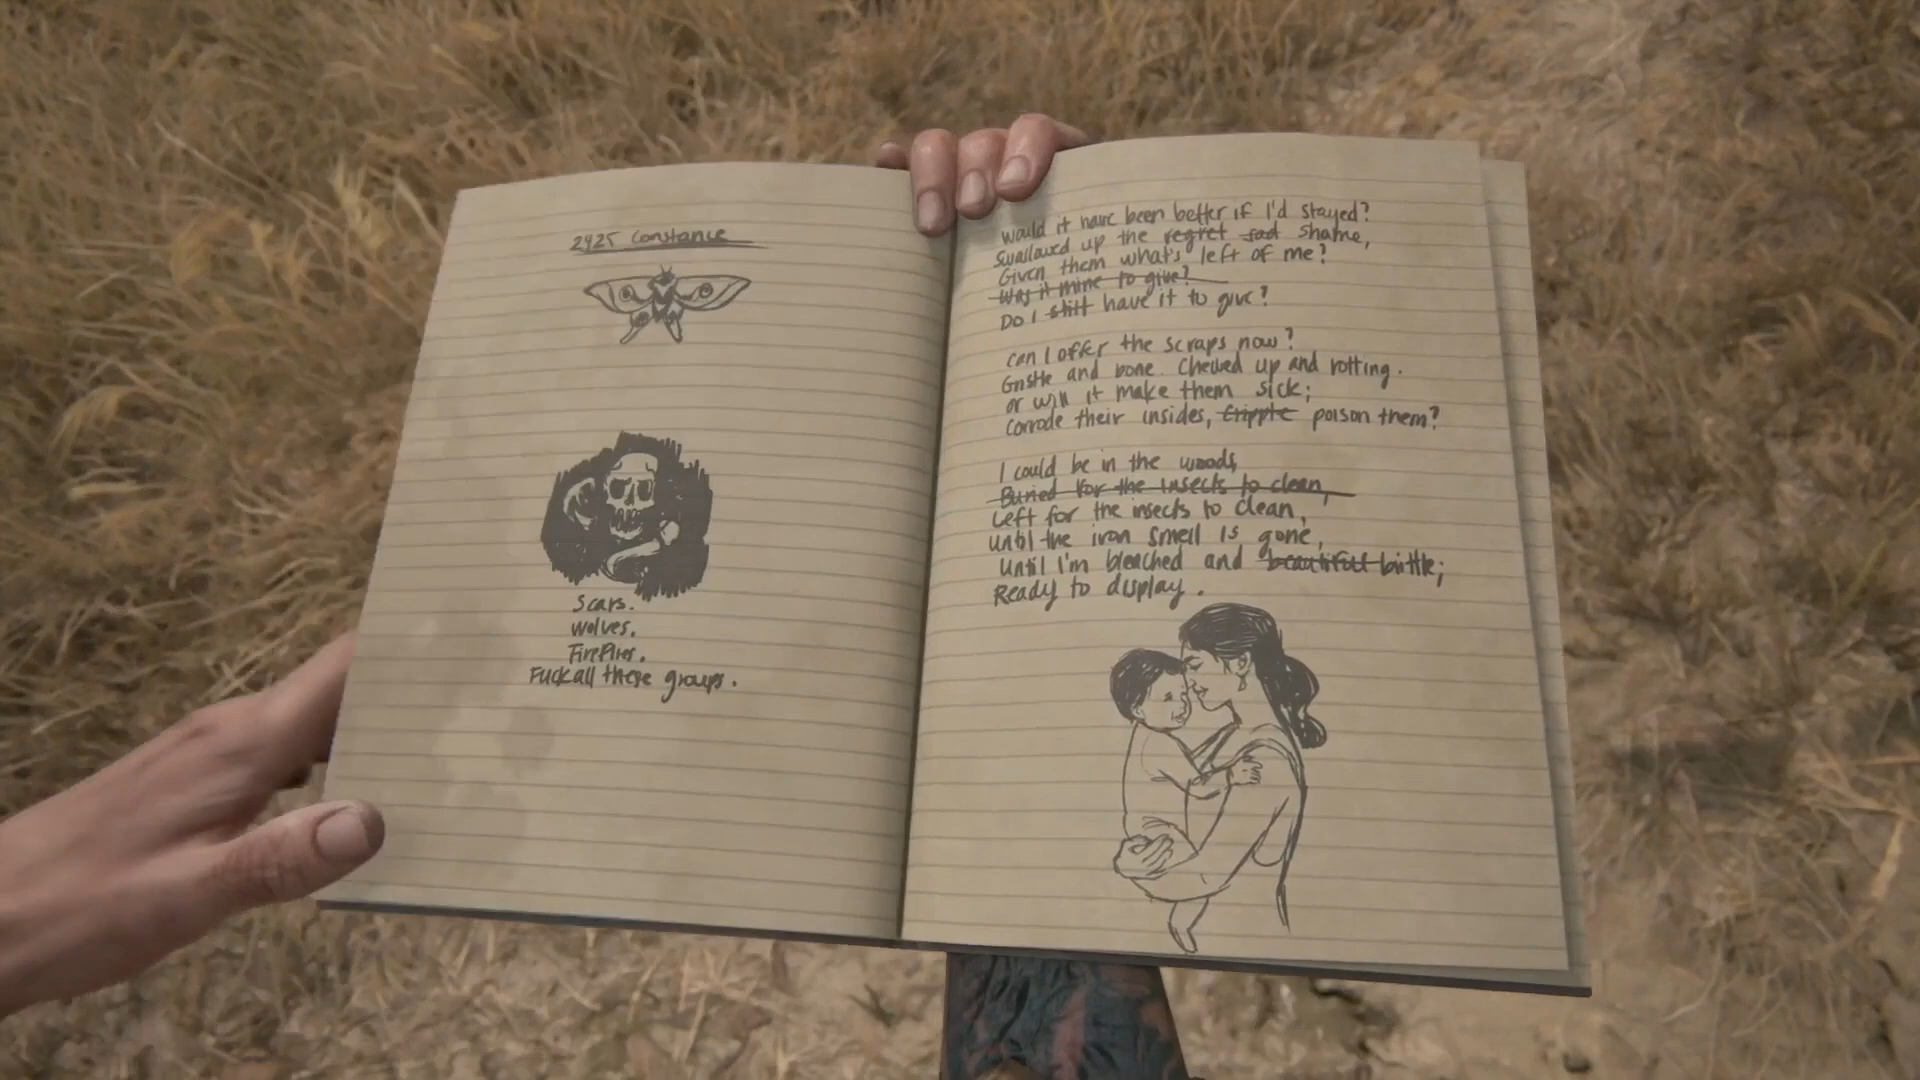 2425 Constance
Scars.
Wolves.
Fireflies.
Fuck all these groups.
Would it have been better if I'd stayed?
Swallowed up the regret sad shame,
Given them what's left of me?
Was it mine to give?
Do I still have it to give?
Can I offer the scraps now?
Gristle and bone. Chewed up and rotting.
or will it make them sick;
Corrode their insides, Cripple poison them?
I could be in the woods,
Buried for the insects to clean,
Left for the insects to clean,
Until the iron smell is gone,
Until I'm bleached and beautiful brittle;
Ready to display.